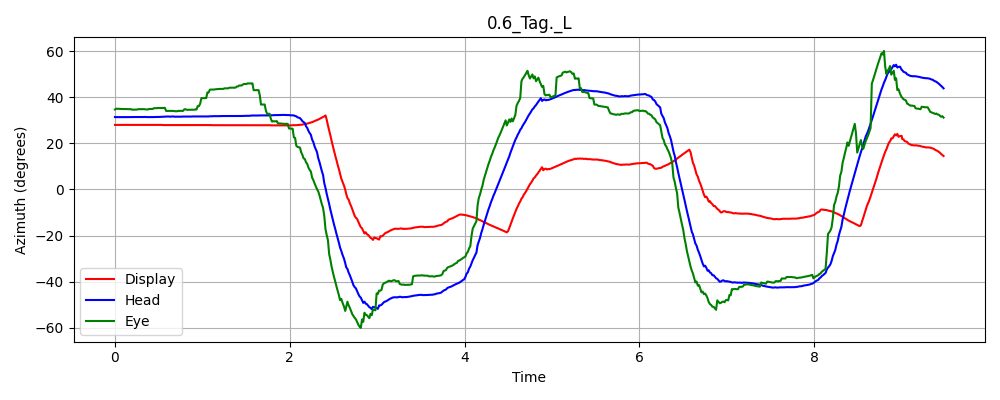 0.6_Tag._L
Azimuth (degrees)
60
40
20
0
−20
−40
−60
Display
Head
Eye
0 2 4 6 8
Time